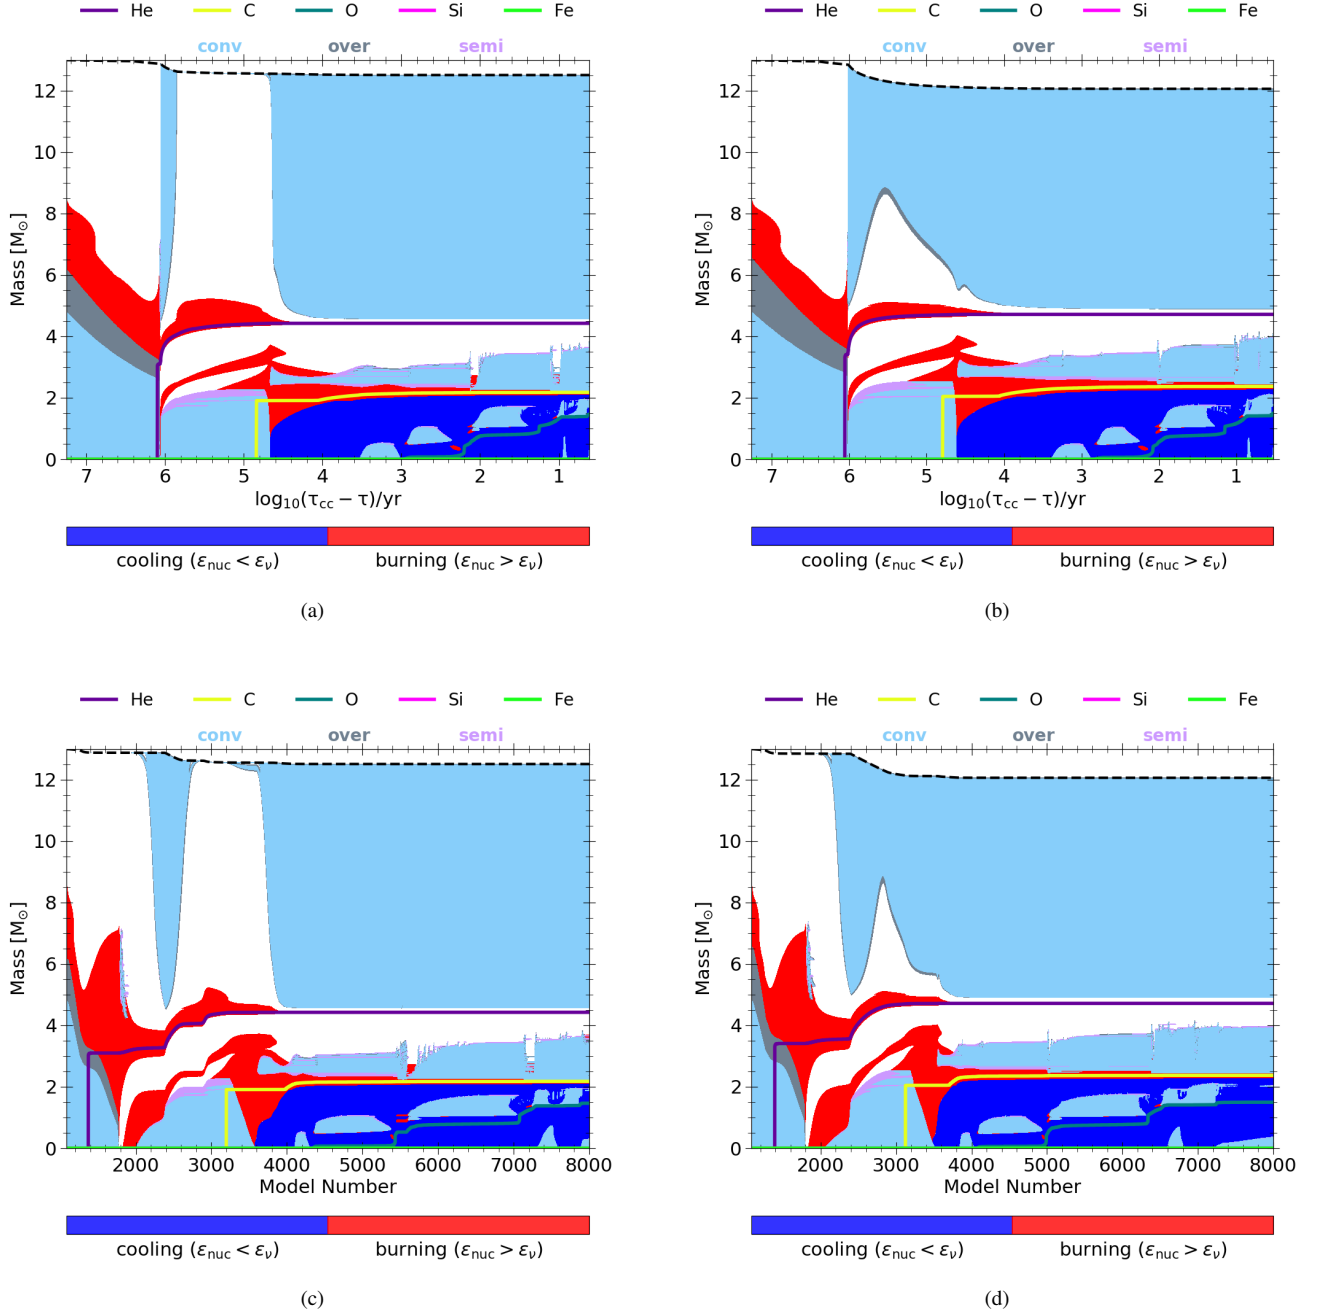 He C O Si Fe He C O Si Fe
conv over semi conv over semi
12 12
10 10
8 8
Mass [M⊙] Mass [M⊙]
6 6
4 4
2 2
0 0
7 6 5 4 3 2 1 7 6 5 4 3 2 1
log₁₀(τcc − τ)/yr log₁₀(τcc − τ)/yr
cooling (εnuc < εν) burning (εnuc > εν) cooling (εnuc < εν) burning (εnuc > εν)
(a) (b)
He C O Si Fe He C O Si Fe
conv over semi conv over semi
12 12
10 10
8 8
Mass [M⊙] Mass [M⊙]
6 6
4 4
2 2
0 0
2000 3000 4000 5000 6000 7000 8000 2000 3000 4000 5000 6000 7000 8000
Model Number Model Number
cooling (εnuc < εν) burning (εnuc > εν) cooling (εnuc < εν) burning (εnuc > εν)
(c) (d)